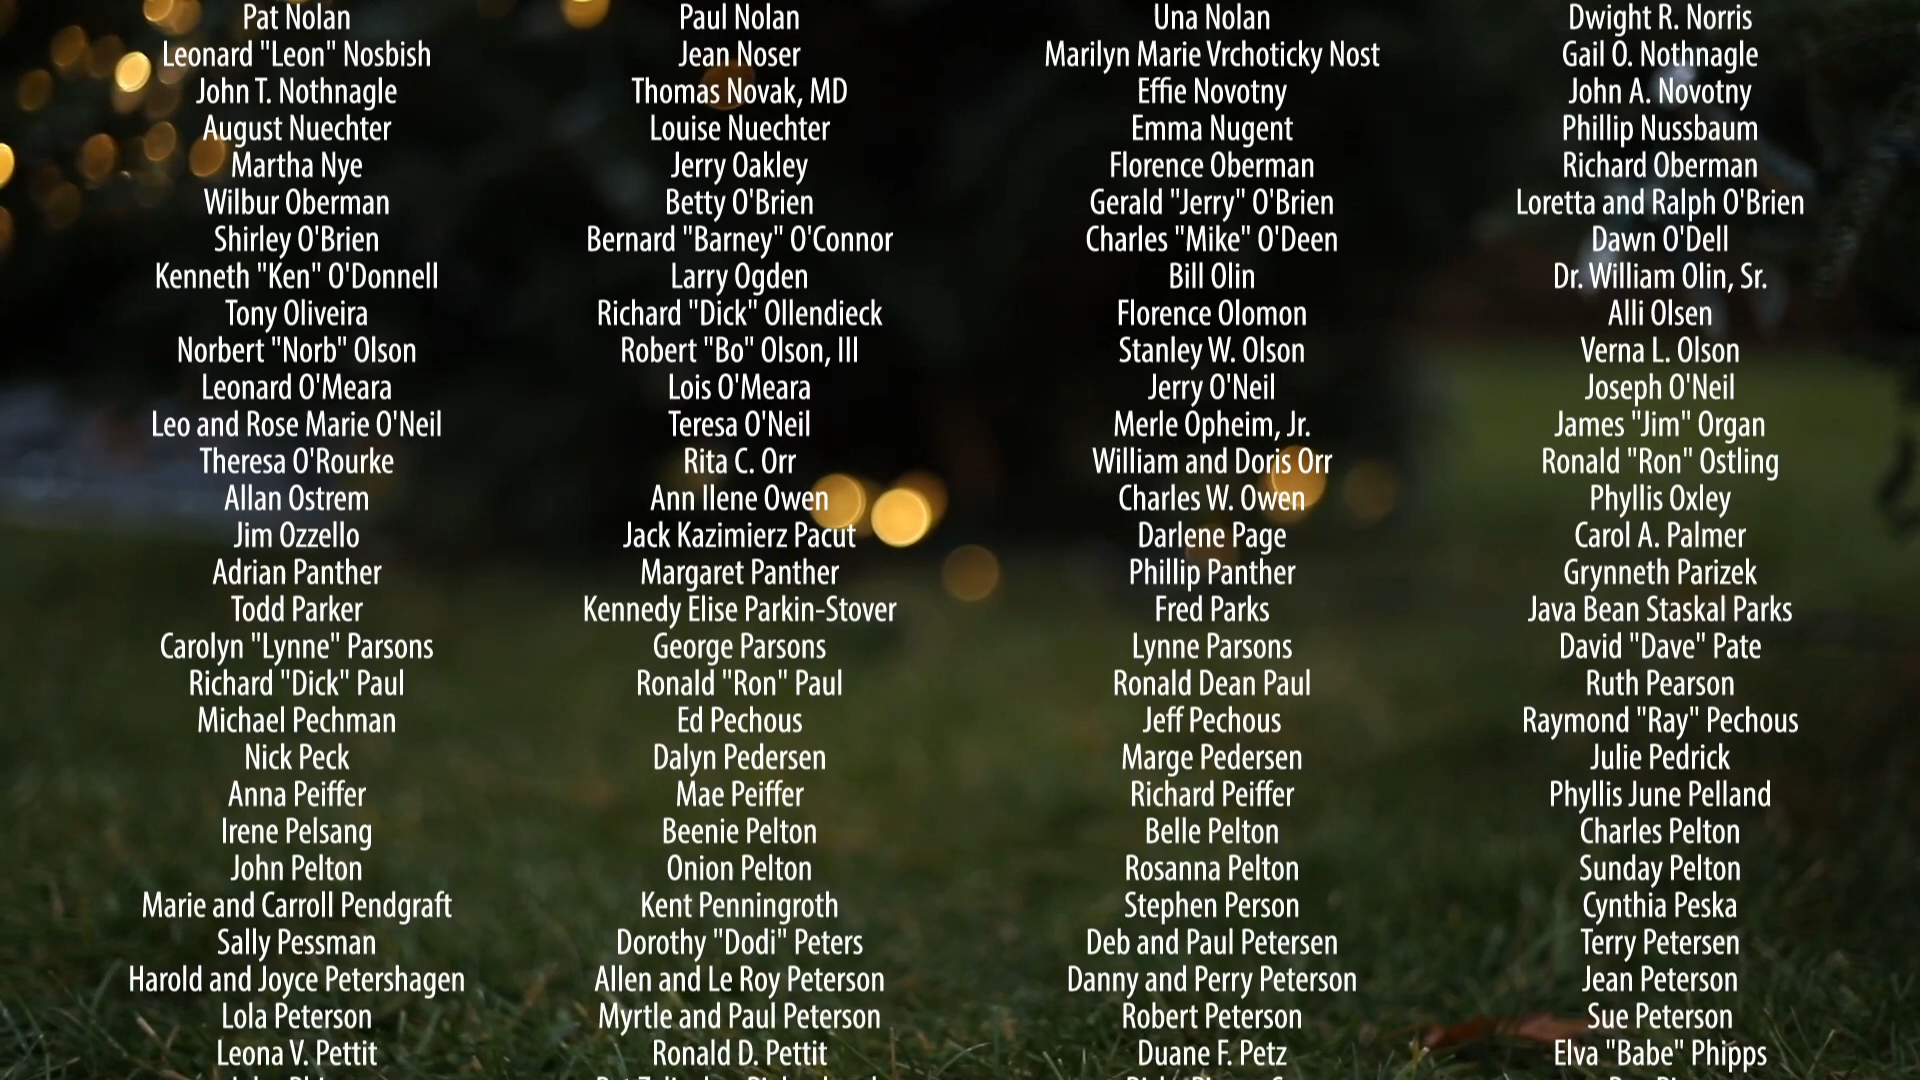 Pat Nolan Paul Nolan Una Nolan Dwight R. Norris
Leonard "Leon" Nosbish Jean Noser Marilyn Marie Vrchoticky Nost Gail O. Nothnagle
John T. Nothnagle Thomas Novak, MD Effie Novotny John A. Novotny
August Nuechter Louise Nuechter Emma Nugent Phillip Nussbaum
Martha Nye Jerry Oakley Florence Oberman Richard Oberman
Wilbur Oberman Betty O'Brien Gerald "Jerry" O'Brien Loretta and Ralph O'Brien
Shirley O'Brien Bernard "Barney" O'Connor Charles "Mike" O'Deen Dawn O'Dell
Kenneth "Ken" O'Donnell Larry Ogden Bill Olin Dr. William Olin, Sr.
Tony Oliveira Richard "Dick" Ollendieck Florence Olomon Alli Olsen
Norbert "Norb" Olson Robert "Bo" Olson, III Stanley W. Olson Verna L. Olson
Leonard O'Meara Lois O'Meara Jerry O'Neil Joseph O'Neil
Leo and Rose Marie O'Neil Teresa O'Neil Merle Opheim, Jr. James "Jim" Organ
Theresa O'Rourke Rita C. Orr William and Doris Orr Ronald "Ron" Ostling
Allan Ostrem Ann Ilene Owen Charles W. Owen Phyllis Oxley
Jim Ozzello Jack Kazimierz Pacut Darlene Page Carol A. Palmer
Adrian Panther Margaret Panther Phillip Panther Grynneth Parizek
Todd Parker Kennedy Elise Parkin-Stover Fred Parks Java Bean Staskal Parks
Carolyn "Lynne" Parsons George Parsons Lynne Parsons David "Dave" Pate
Richard "Dick" Paul Ronald "Ron" Paul Ronald Dean Paul Ruth Pearson
Michael Pechman Ed Pechous Jeff Pechous Raymond "Ray" Pechous
Nick Peck Dalyn Pedersen Marge Pedersen Julie Pedrick
Anna Peiffer Mae Peiffer Richard Peiffer Phyllis June Pelland
Irene Pelsang Beenie Pelton Belle Pelton Charles Pelton
John Pelton Onion Pelton Rosanna Pelton Sunday Pelton
Marie and Carroll Pendgraft Kent Penningroth Stephen Person Cynthia Peska
Sally Pessman Dorothy "Dodi" Peters Deb and Paul Petersen Terry Petersen
Harold and Joyce Petershagen Allen and Le Roy Peterson Danny and Perry Peterson Jean Peterson
Lola Peterson Myrtle and Paul Peterson Robert Peterson Sue Peterson
Leona V. Pettit Ronald D. Pettit Duane F. Petz Elva "Babe" Phipps